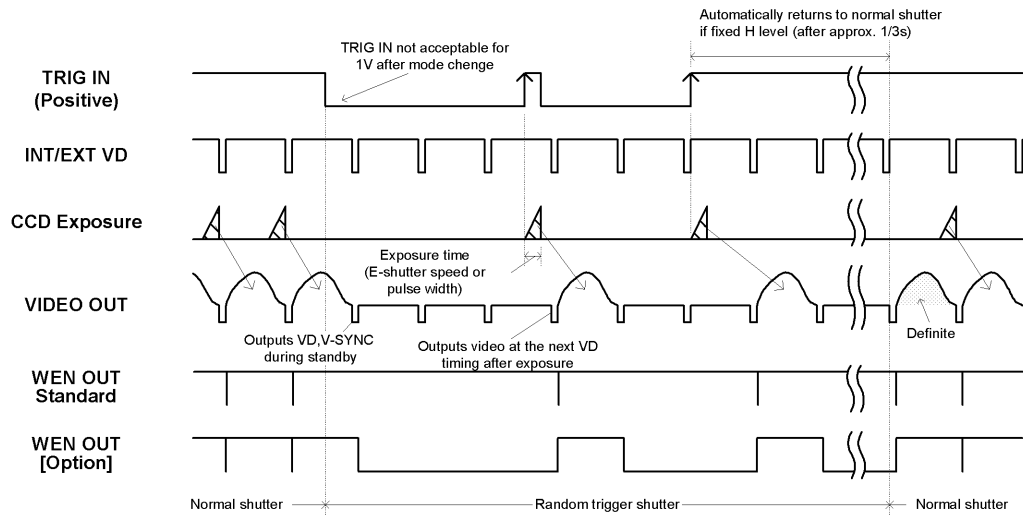 Automatically returns to normal shutter
if fixed H level (after approx. 1/3s)
TRIG IN not acceptable for
1V after mode chenge
TRIG IN
(Positive)
INT/EXT VD
CCD Exposure
Exposure time
(E-shutter speed or
pulse width)
VIDEO OUT
Outputs VD,V-SYNC
during standby
Outputs video at the next VD
timing after exposure
Definite
WEN OUT
Standard
WEN OUT
[Option]
Normal shutter
Random trigger shutter
Normal shutter